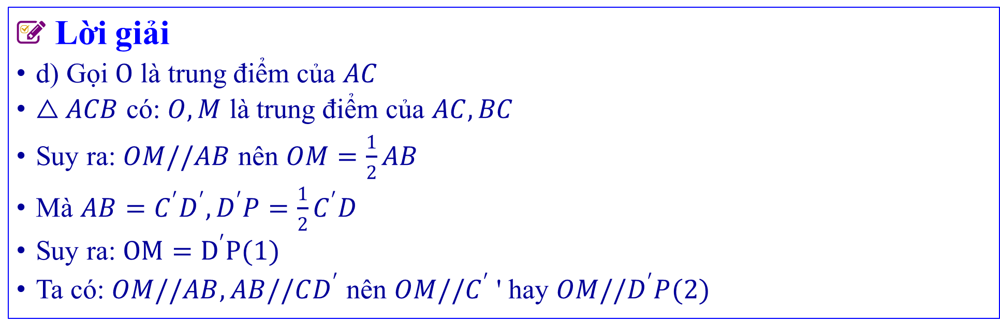 Lời giải
• d) Gọi O là trung điểm của AC
• △ ACB có: O, M là trung điểm của AC, BC
• Suy ra: OM//AB nên OM = 1/2 AB
• Mà AB = C′D′, D′P = 1/2 C′D
• Suy ra: OM = D′P(1)
• Ta có: OM//AB, AB//CD′ nên OM//C′ ' hay OM//D′P(2)